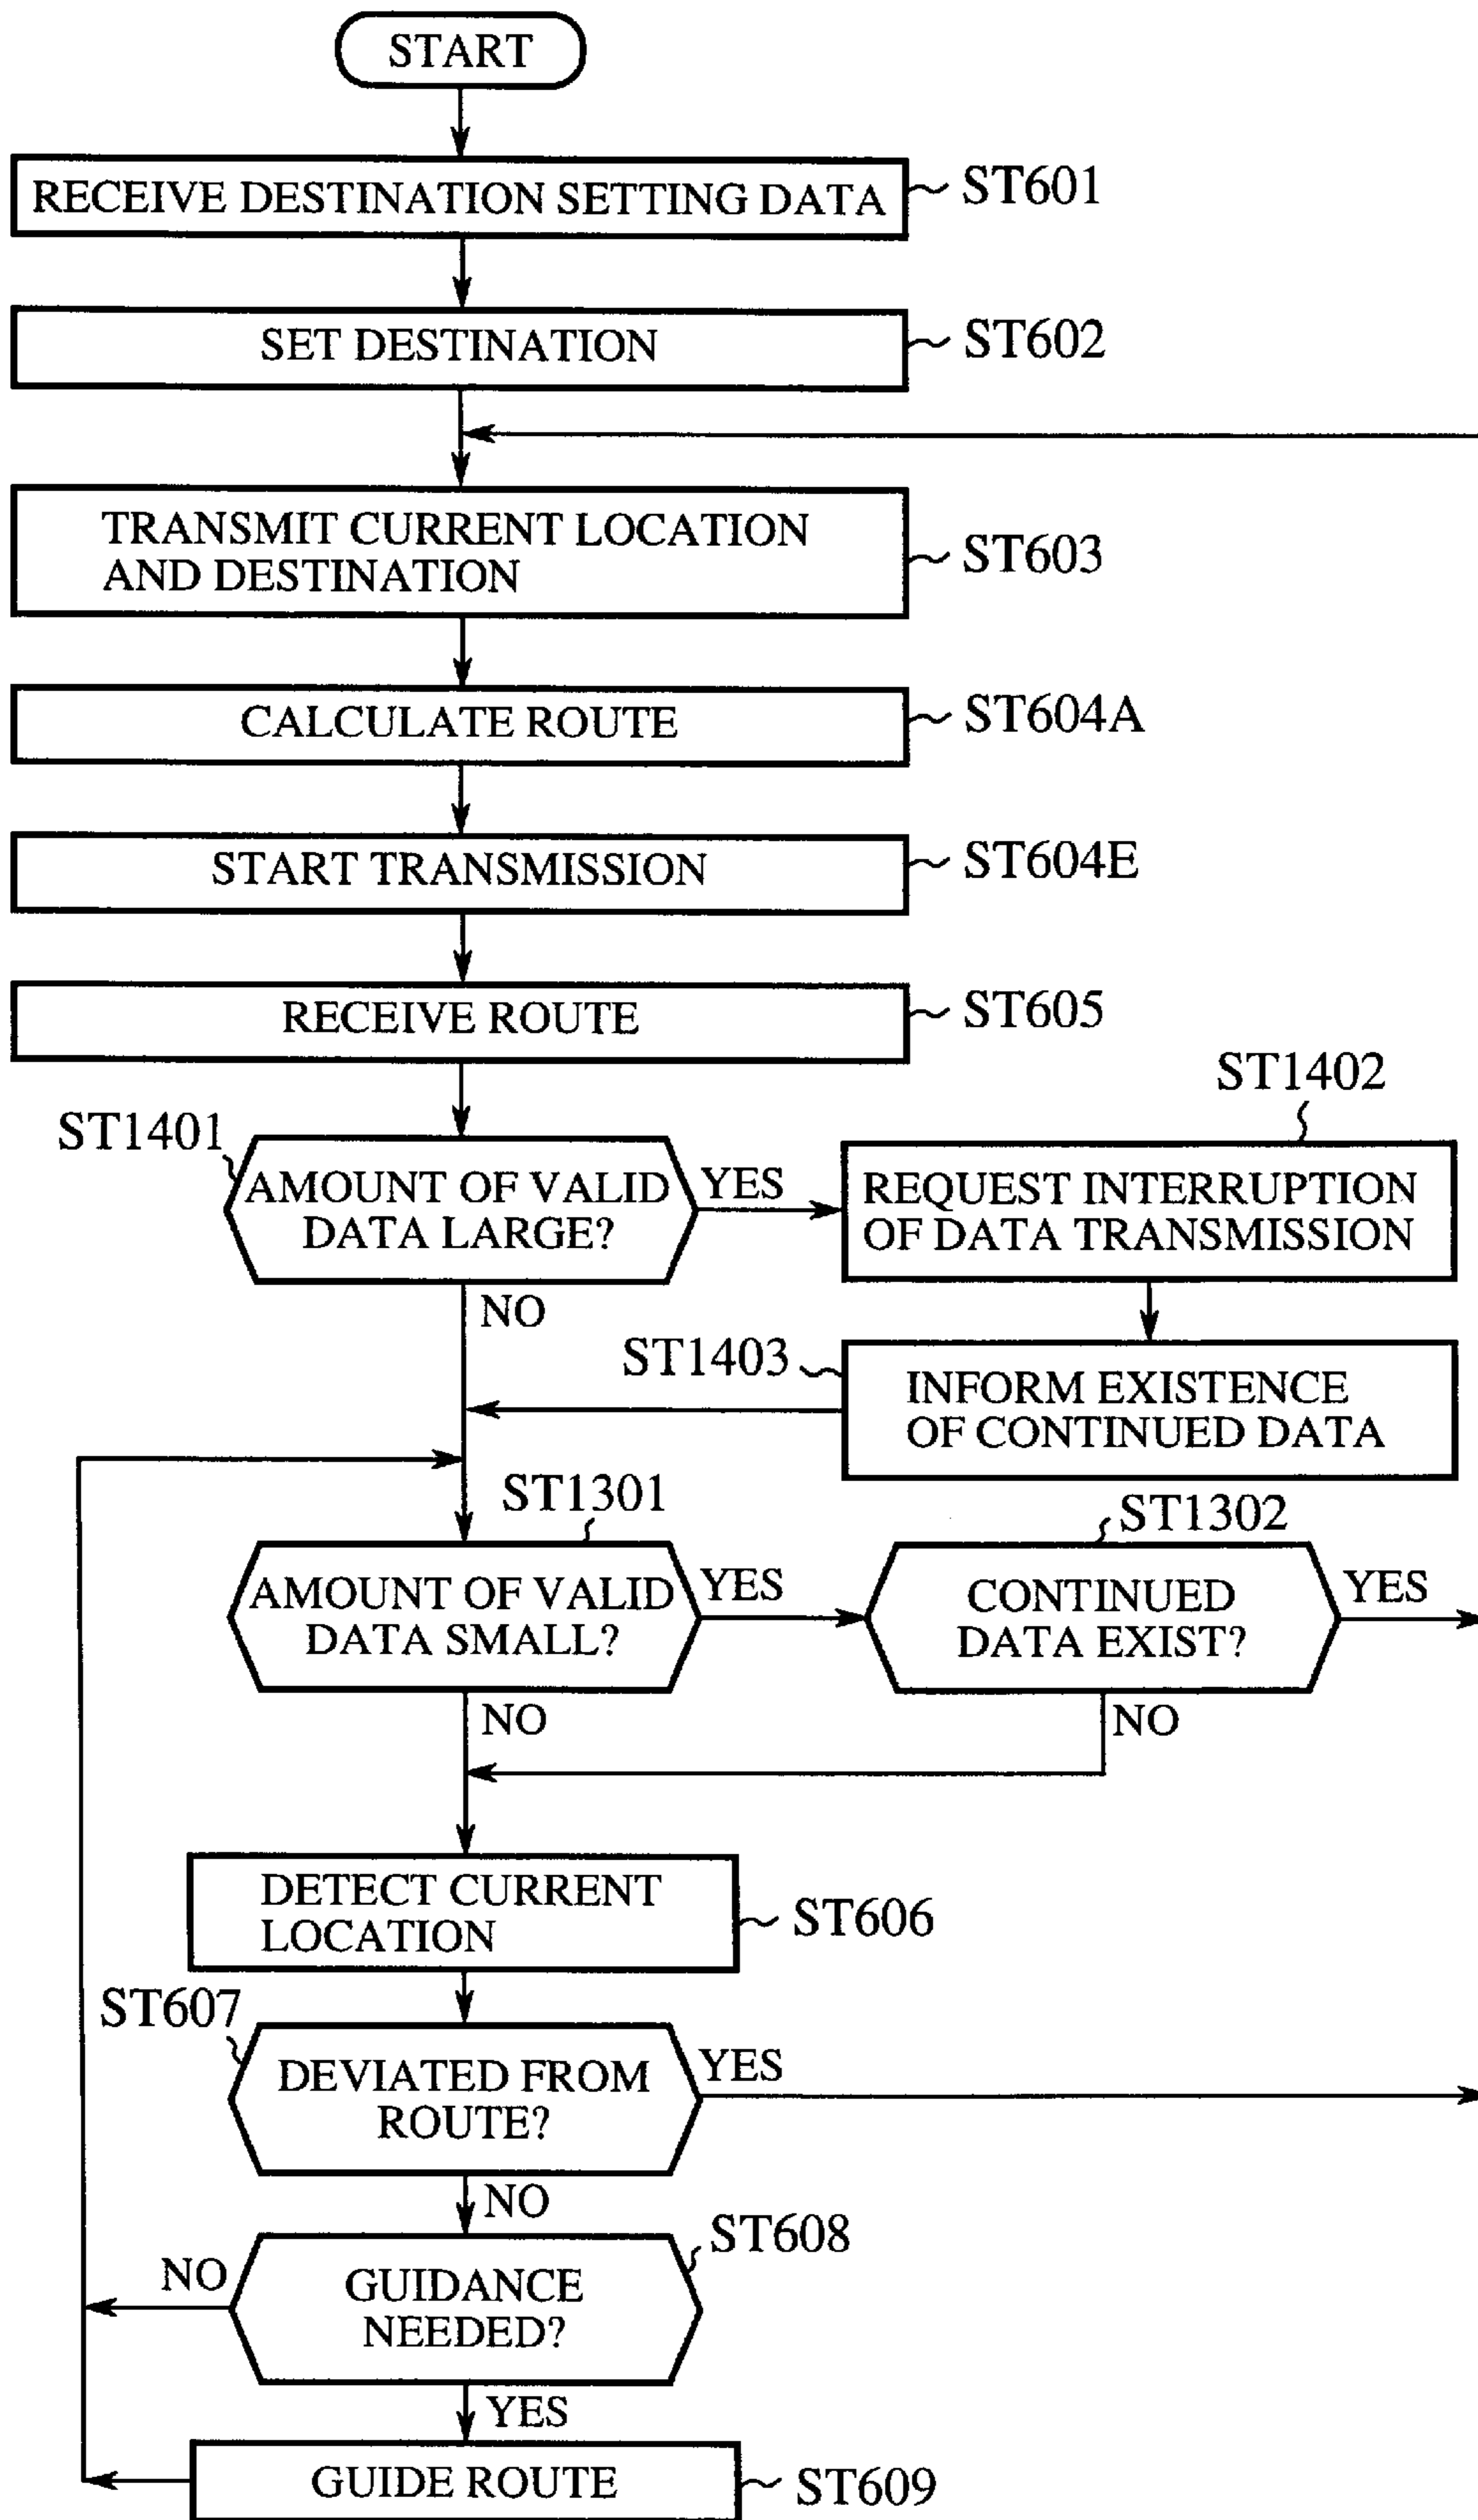 START
RECEIVE DESTINATION SETTING DATA
ST601
SET DESTINATION
ST602
TRANSMIT CURRENT LOCATION
AND DESTINATION
ST603
CALCULATE ROUTE
ST604A
START TRANSMISSION
ST604E
RECEIVE ROUTE
ST605
ST1401
AMOUNT OF VALID
DATA LARGE?
YES
NO
ST1402
REQUEST INTERRUPTION
OF DATA TRANSMISSION
ST1403
INFORM EXISTENCE
OF CONTINUED DATA
ST1301
AMOUNT OF VALID
DATA SMALL?
YES
NO
ST1302
CONTINUED
DATA EXIST?
YES
NO
DETECT CURRENT
LOCATION
ST606
ST607
DEVIATED FROM
ROUTE?
YES
NO
ST608
GUIDANCE
NEEDED?
NO
YES
GUIDE ROUTE
ST609